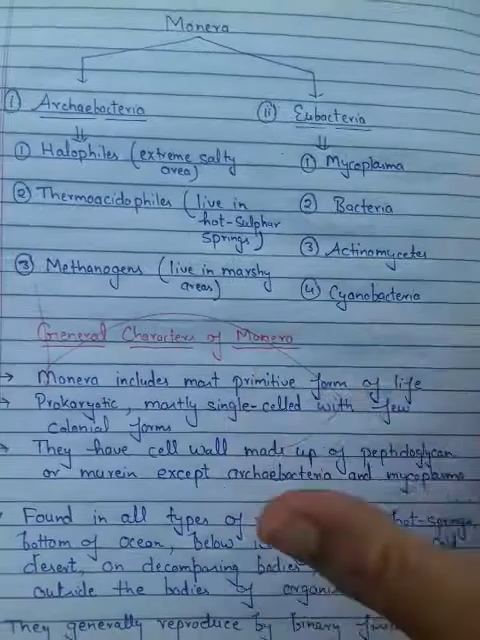 Monera
① Archaebacteria
(ii) Eubacteria
① Halophiles (extreme salty area)
② Thermoacidophiles (live in hot-Sulphur Springs)
③ Methanogens (live in marshy areas)
① Mycoplasma
② Bacteria
③ Actinomycetes
④ Cyanobacteria
General Characters of Monera
→ Monera includes most primitive form of life
→ Prokaryotic, mostly single-celled with few
colonial forms
→ They have cell wall made up of peptidoglycan
or murein except archaebacteria and mycoplasma
Found in all types of hot-springs
bottom of ocean, below
desert, on decomposing bodies
outside the bodies of
They generally reproduce by binary